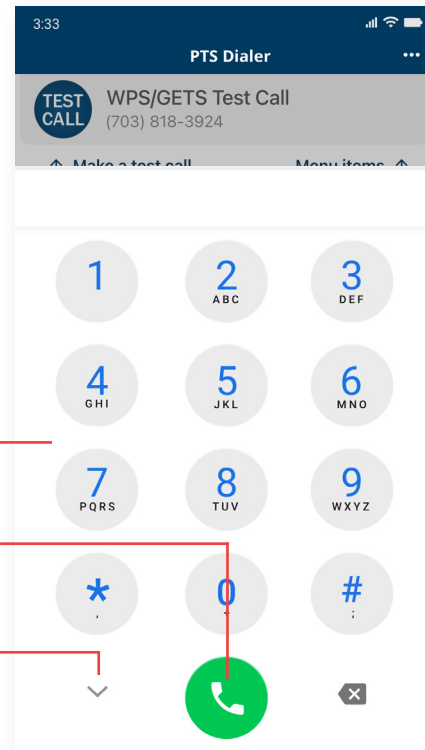 3:33
PTS Dialer
TEST CALL
WPS/GETS Test Call
(703) 818-3924
Make a test call Menu items
1
2 ABC
3 DEF
4 GHI
5 JKL
6 MNO
7 PQRS
8 TUV
9 WXYZ
* ,
0
# ;